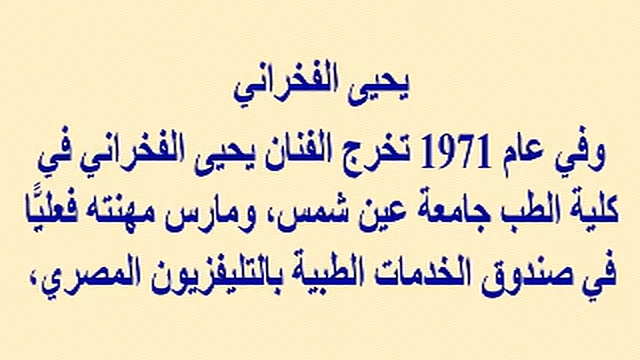 يحيى الفخراني
وفي عام 1971 تخرج الفنان يحيى الفخراني في
كلية الطب جامعة عين شمس، ومارس مهنته فعليًّا
في صندوق الخدمات الطبية بالتليفزيون المصري،